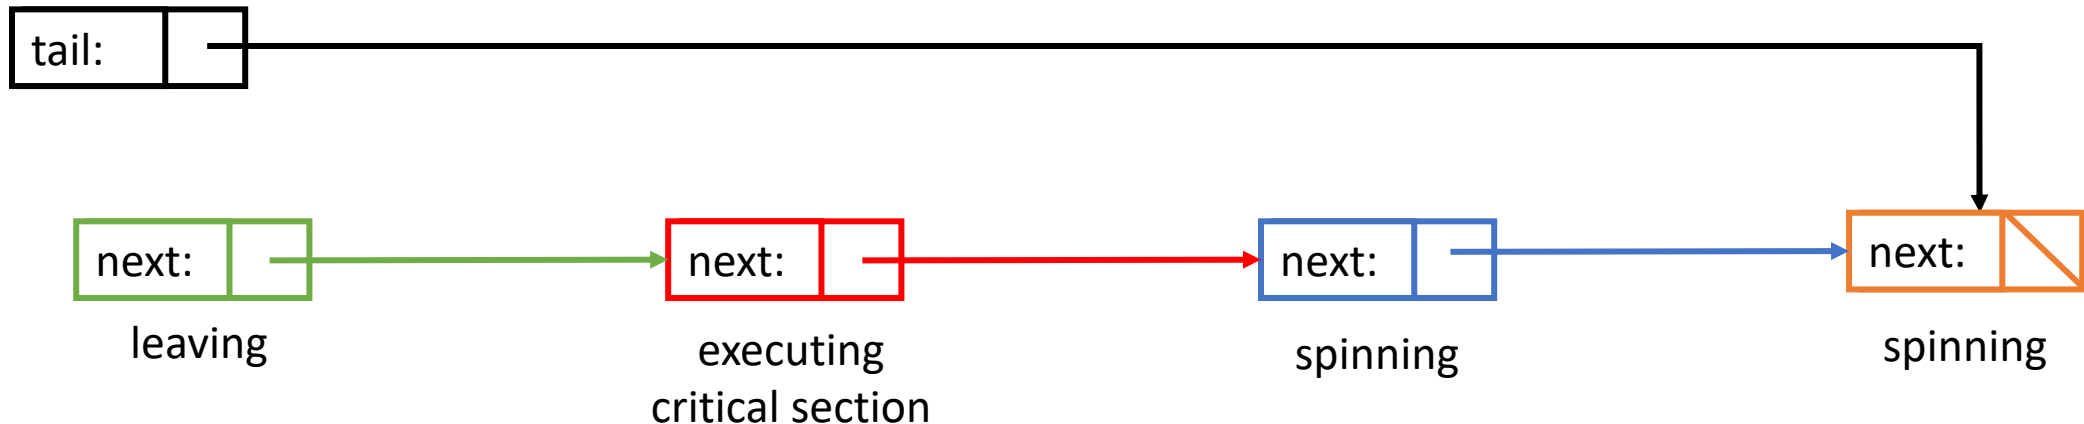 tail:
next:
next:
next:
next:
leaving
executing
critical section
spinning
spinning